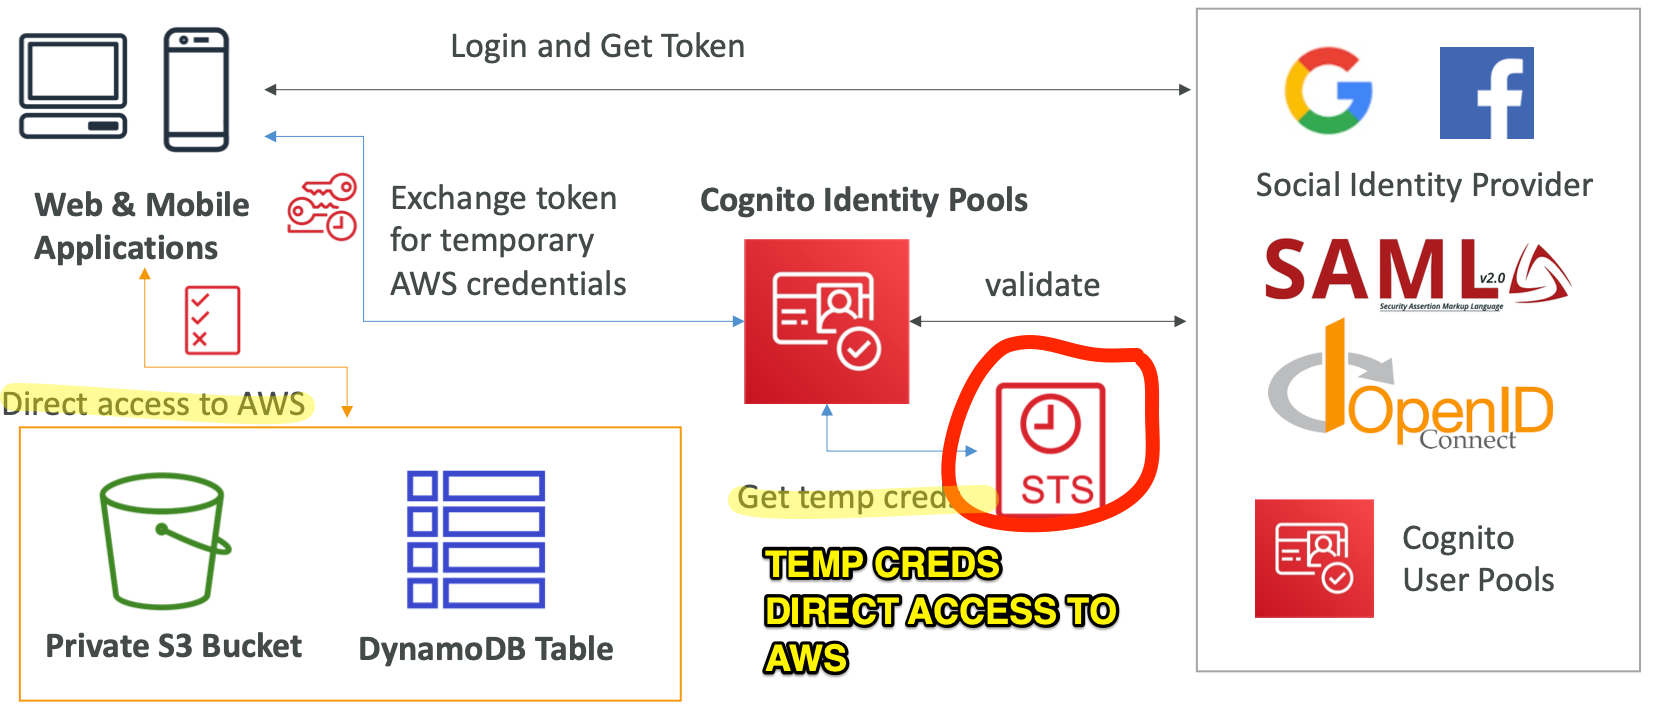 Login and Get Token
Web & Mobile
Applications
Exchange token
for temporary
AWS credentials
Cognito Identity Pools
validate
Social Identity Provider
SAML v2.0
Security Assertion Markup Language
OpenID
Connect
Direct access to AWS
Get temp cred
STS
TEMP CREDS
DIRECT ACCESS TO
AWS
Cognito
User Pools
Private S3 Bucket
DynamoDB Table